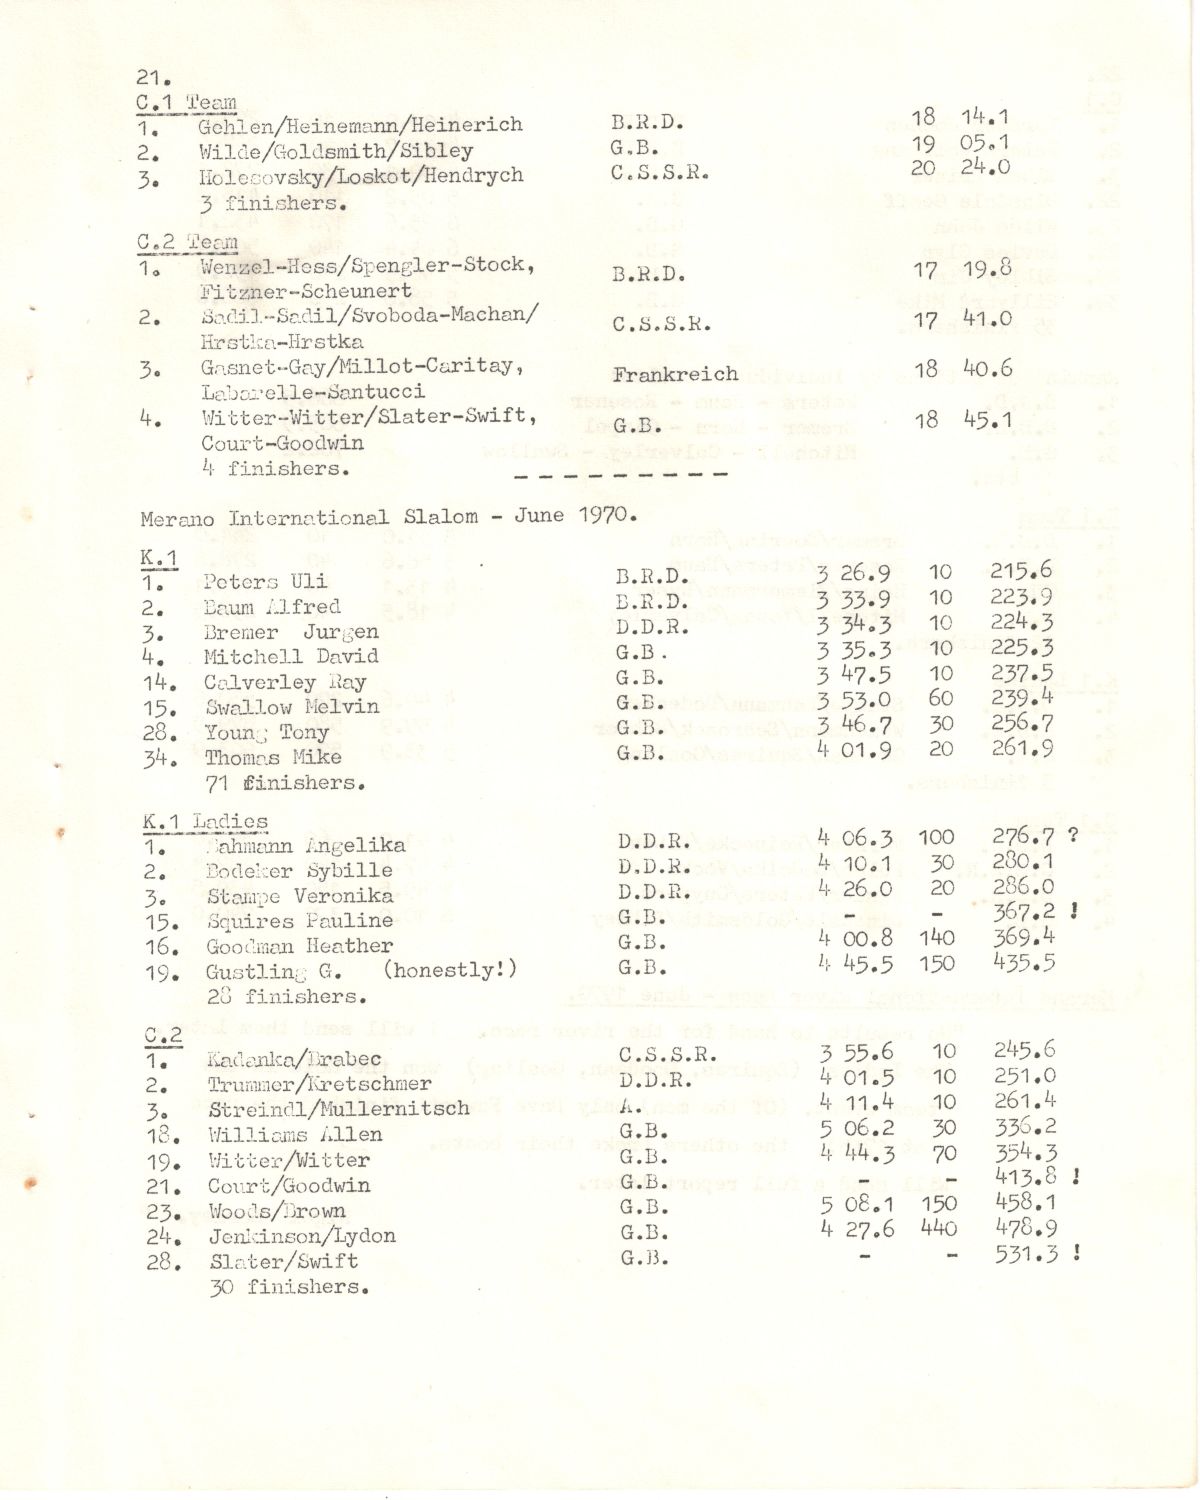 21.
C.1 Team
1. Gehlen/Heinemann/Heinerich B.R.D. 18 14.1
2. Wilde/Goldsmith/Sibley G.B. 19 05.1
3. Holecovsky/Loskot/Hendrych C.S.S.R. 20 24.0
3 finishers.
C.2 Team
1. Wenzel-Hess/Spengler-Stock, B.R.D. 17 19.8
Fitzner-Scheunert
2. Sadil-Sadil/Svoboda-Machan/ C.S.S.R. 17 41.0
Hrstka-Hrstka
3. Gasnet-Gay/Millot-Caritay, Frankreich 18 40.6
Labarelle-Santucci
4. Witter-Witter/Slater-Swift, G.B. 18 45.1
Court-Goodwin
4 finishers.
Merano International Slalom - June 1970.
K.1
1. Peters Uli B.R.D. 3 26.9 10 215.6
2. Baum Alfred B.R.D. 3 33.9 10 223.9
3. Bremer Jurgen D.D.R. 3 34.3 10 224.3
4. Mitchell David G.B. 3 35.3 10 225.3
14. Calverley Ray G.B. 3 47.5 10 237.5
15. Swallow Melvin G.B. 3 53.0 60 239.4
28. Young Tony G.B. 3 46.7 30 256.7
34. Thomas Mike G.B. 4 01.9 20 261.9
71 finishers.
K.1 Ladies
1. Bahmann Angelika D.D.R. 4 06.3 100 276.7 ?
2. Bodeker Sybille D.D.R. 4 10.1 30 280.1
3. Stampe Veronika D.D.R. 4 26.0 20 286.0
15. Squires Pauline G.B. - - 367.2 !
16. Goodman Heather G.B. 4 00.8 140 369.4
19. Gustling G. (honestly!) G.B. 4 45.5 150 435.5
28 finishers.
C.2
1. Kadanka/Brabec C.S.S.R. 3 55.6 10 245.6
2. Trummer/Kretschmer D.D.R. 4 01.5 10 251.0
3. Streindl/Mullernitsch A. 4 11.4 10 261.4
18. Williams Allen G.B. 5 06.2 30 336.2
19. Witter/Witter G.B. 4 44.3 70 354.3
21. Court/Goodwin G.B. - - 413.8 !
23. Woods/Brown G.B. 5 08.1 150 458.1
24. Jenkinson/Lydon G.B. 4 27.6 440 478.9
28. Slater/Swift G.B. - - 531.3 !
30 finishers.